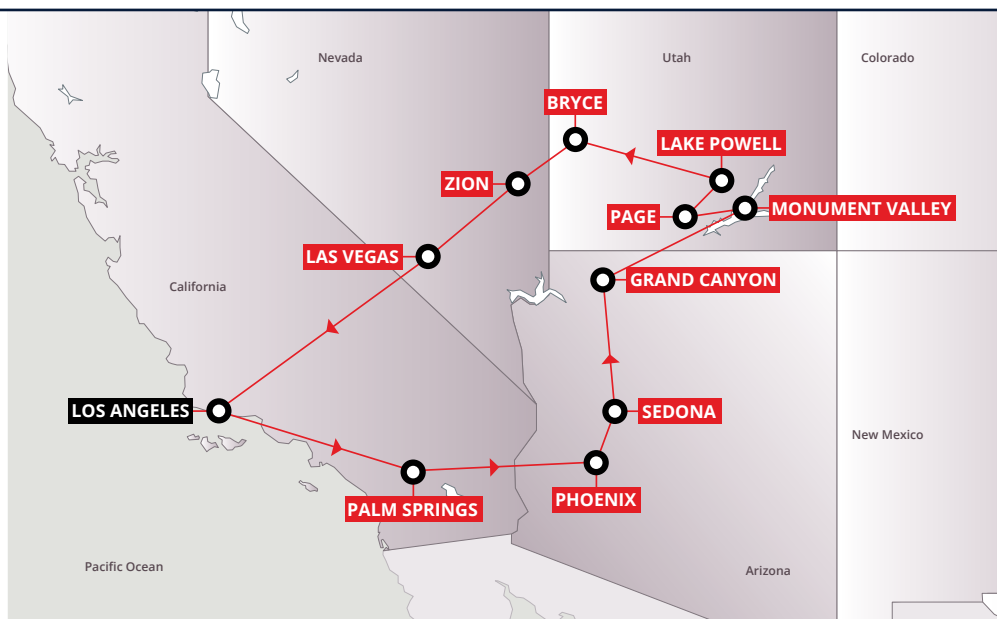 Nevada
Utah
Colorado
BRYCE
LAKE POWELL
ZION
PAGE
MONUMENT VALLEY
LAS VEGAS
GRAND CANYON
California
LOS ANGELES
SEDONA
New Mexico
PHOENIX
PALM SPRINGS
Pacific Ocean
Arizona